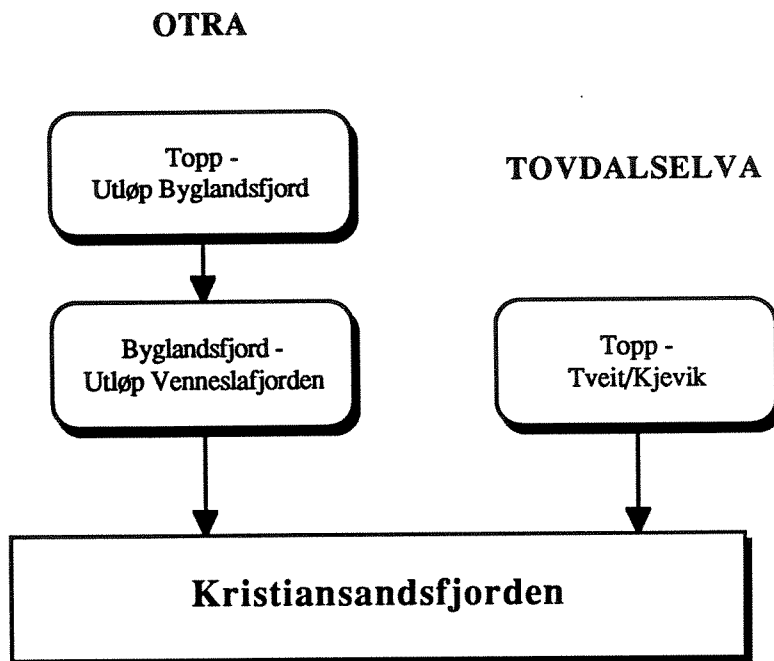 OTRA
Topp -
Utløp Byglandsfjord
TOVDALSELVA
Byglandsfjord -
Utløp Venneslafjorden
Topp -
Tveit/Kjevik
Kristiansandsfjorden